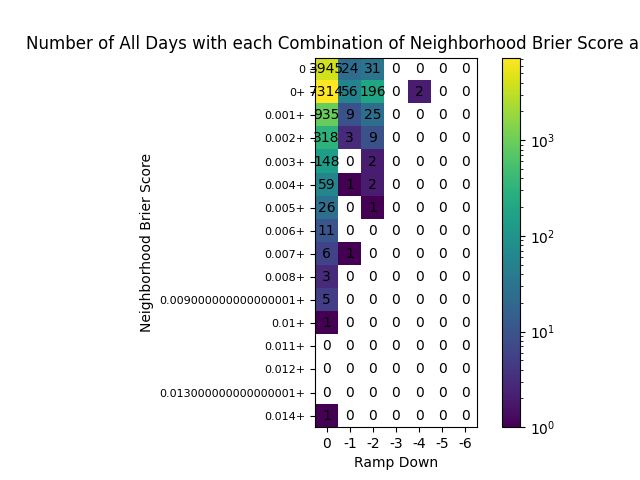 Number of All Days with each Combination of Neighborhood Brier Score a
0 3945 24 31 0 0 0 0
0+ 7314 56 196 0 2 0 0
0.001+ 935 9 25 0 0 0 0
0.002+ 318 3 9 0 0 0 0
0.003+ 148 0 2 0 0 0 0
0.004+ 59 1 2 0 0 0 0
0.005+ 26 0 1 0 0 0 0
0.006+ 11 0 0 0 0 0 0
0.007+ 6 1 0 0 0 0 0
0.008+ 3 0 0 0 0 0 0
0.009000000000000001+ 5 0 0 0 0 0 0
0.01+ 1 0 0 0 0 0 0
0.011+ 0 0 0 0 0 0 0
0.012+ 0 0 0 0 0 0 0
0.013000000000000001+ 0 0 0 0 0 0 0
0.014+ 1 0 0 0 0 0 0
0 -1 -2 -3 -4 -5 -6
Ramp Down
Neighborhood Brier Score
10³
10²
10¹
10⁰